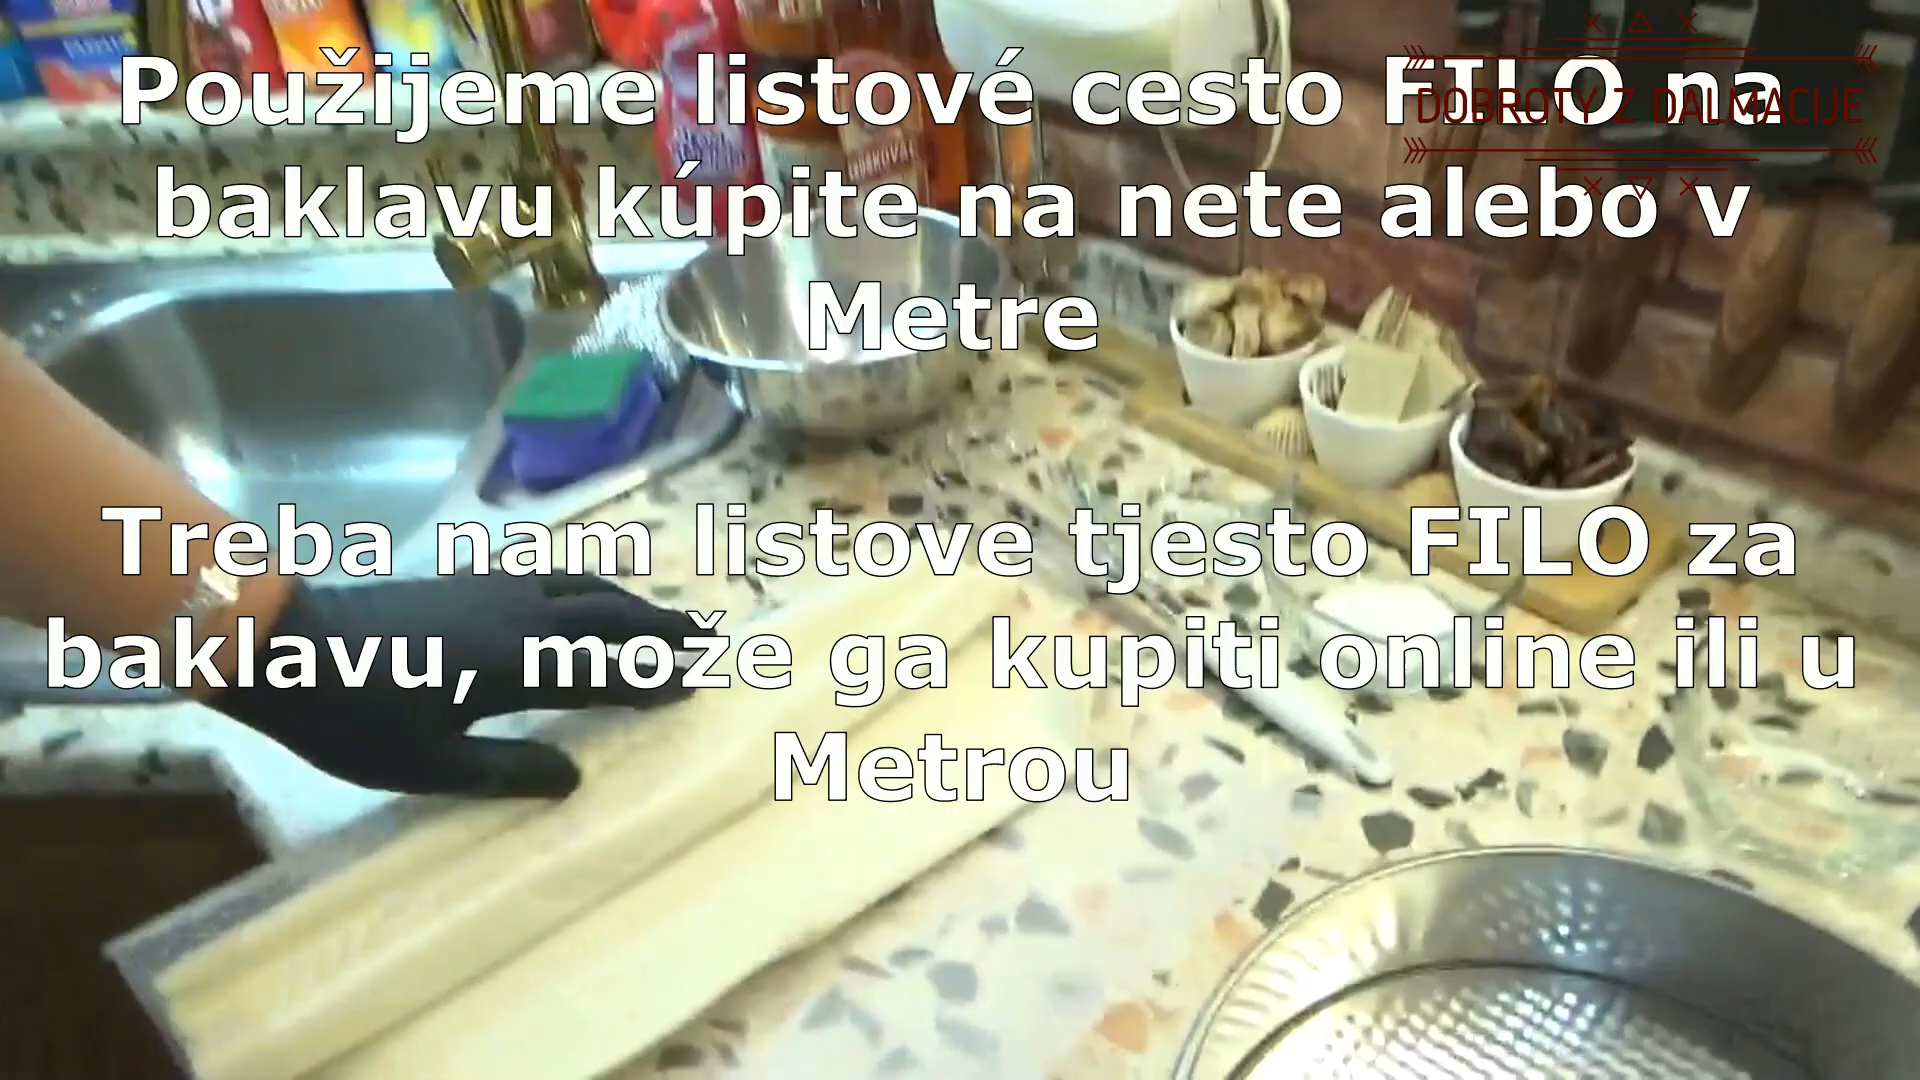 Použijeme listové cesto FILO na
baklavu kúpite na nete alebo v
Metre
DOBROTY Z DALMACIJE
Treba nam listove tjesto FILO za
baklavu, može ga kupiti online ili u
Metrou